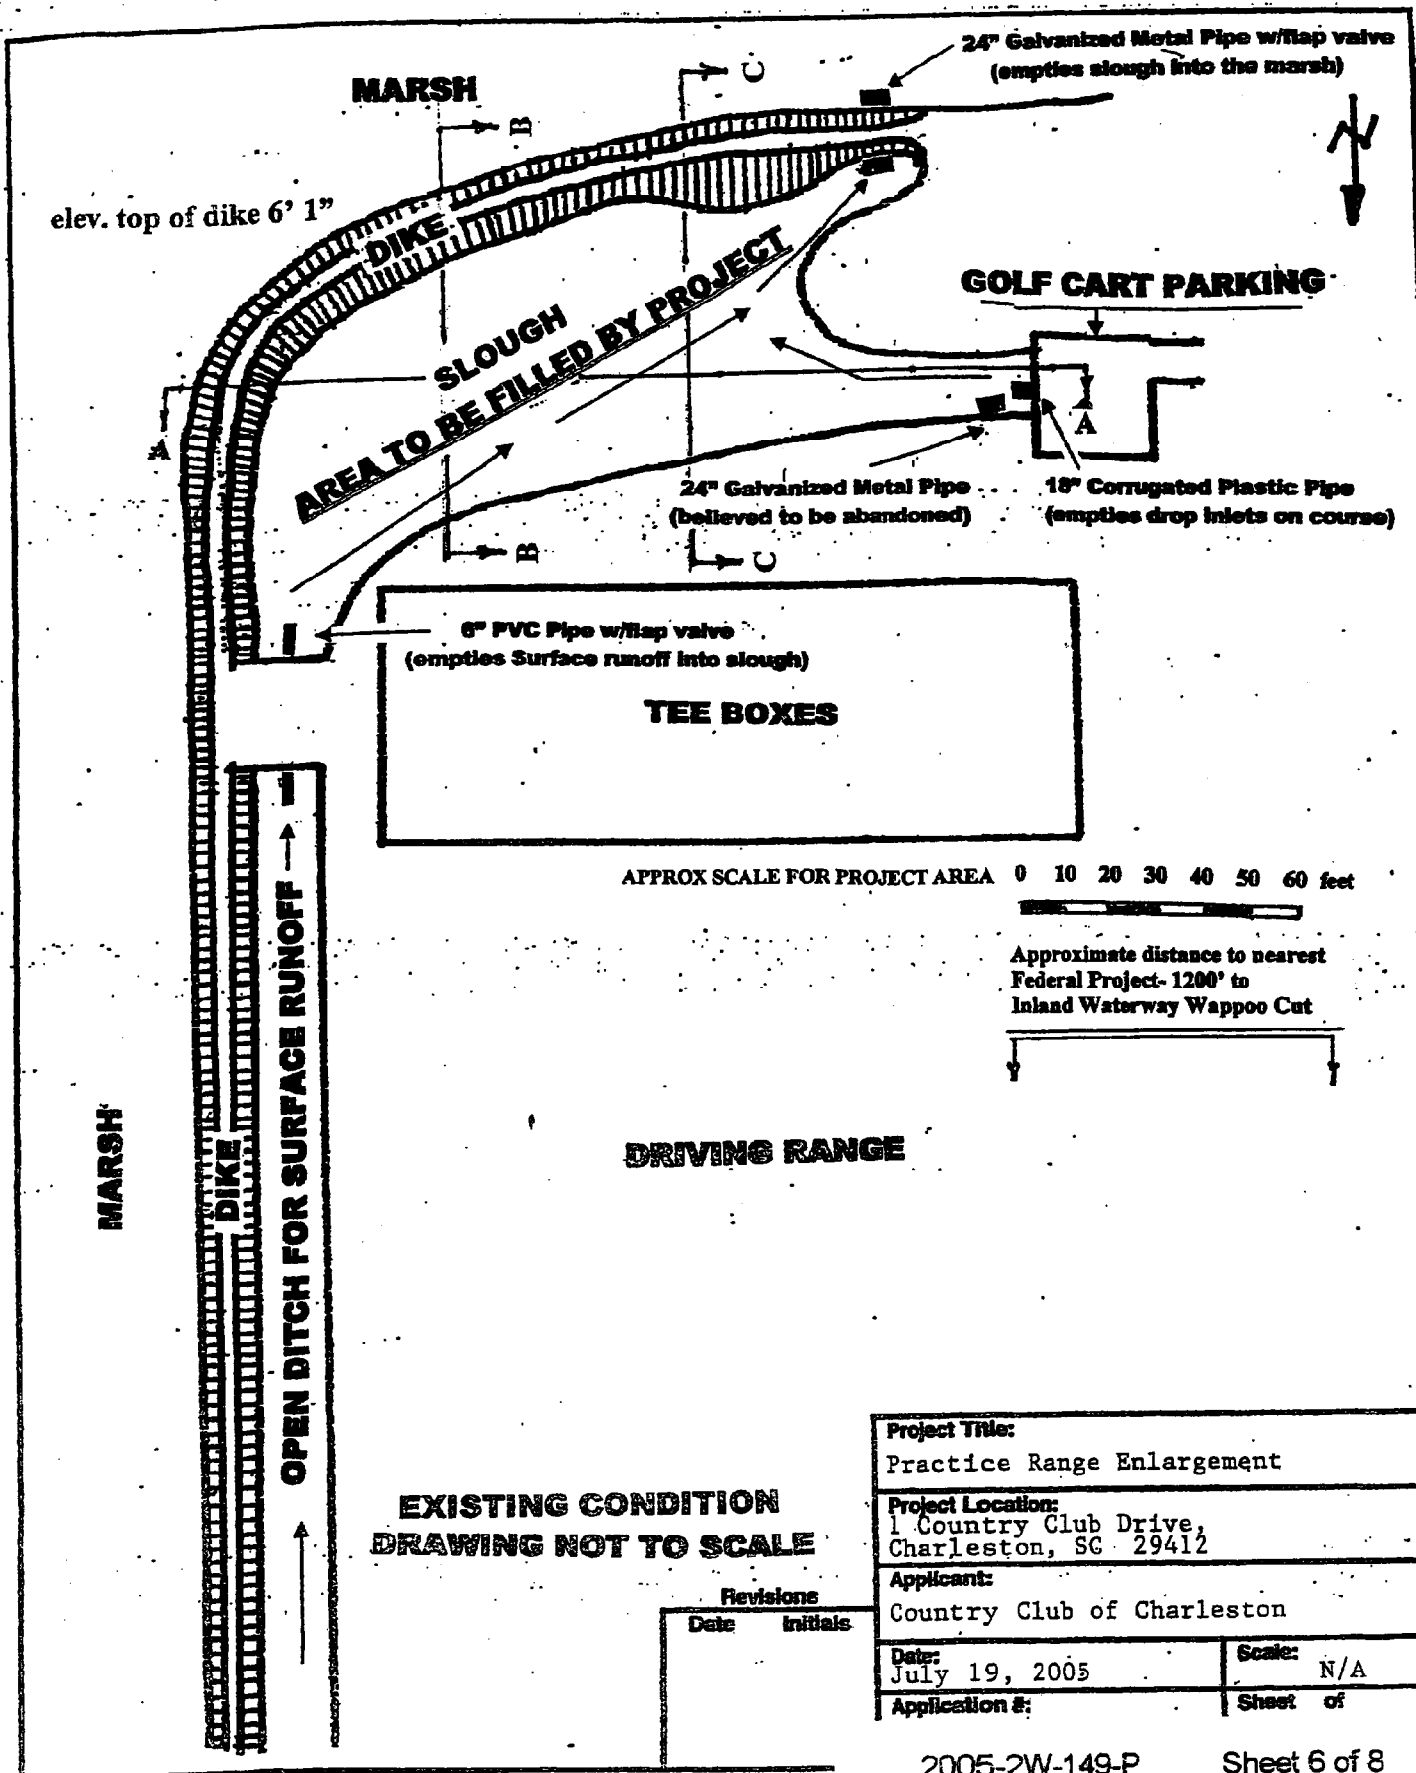 24" Galvanized Metal Pipe w/flap valve
(empties slough into the marsh)
MARSH
C
B
N
elev. top of dike 6' 1"
DIKE
GOLF CART PARKING
SLOUGH
AREA TO BE FILLED BY PROJECT
A
A
24" Galvanized Metal Pipe
(believed to be abandoned)
18" Corrugated Plastic Pipe
(empties drop inlets on course)
B
C
6" PVC Pipe w/flap valve
(empties Surface runoff into slough)
TEE BOXES
APPROX SCALE FOR PROJECT AREA 0 10 20 30 40 50 60 feet
Approximate distance to nearest
Federal Project- 1200' to
Inland Waterway Wappoo Cut
MARSH
DIKE
OPEN DITCH FOR SURFACE RUNOFF
DRIVING RANGE
EXISTING CONDITION
DRAWING NOT TO SCALE
Revisions
Date Initials
Project Title:
Practice Range Enlargement
Project Location:
1 Country Club Drive,
Charleston, SC 29412
Applicant:
Country Club of Charleston
Date:
July 19, 2005
Scale:
N/A
Application #:
Sheet of
2005-2W-149-P
Sheet 6 of 8